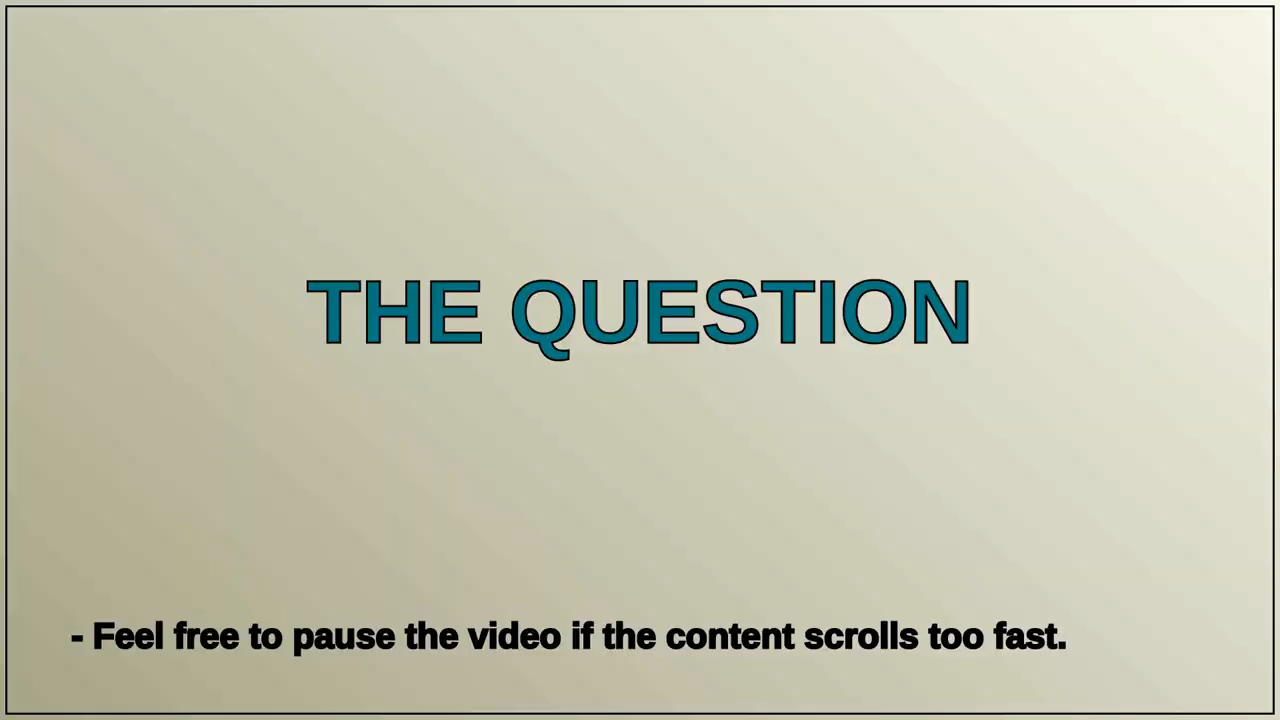 THE QUESTION
- Feel free to pause the video if the content scrolls too fast.